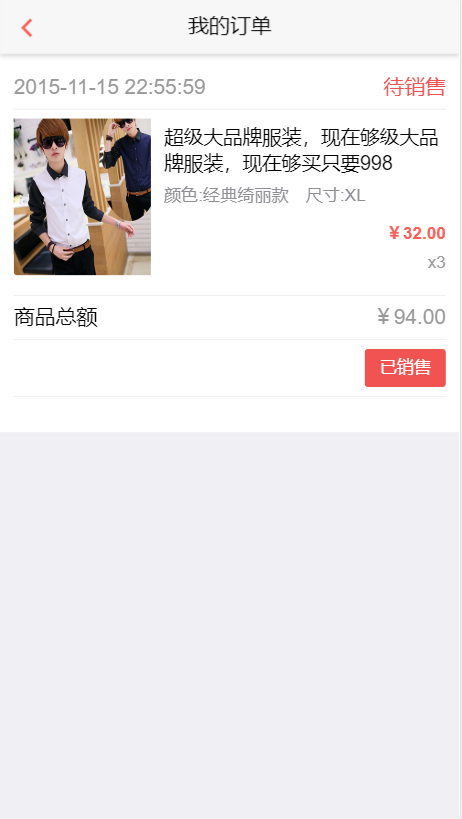 我的订单
2015-11-15 22:55:59 待销售
超级大品牌服装，现在够级大品
牌服装，现在够买只要998
颜色:经典绮丽款 尺寸:XL
￥32.00
x3
商品总额 ￥94.00
已销售